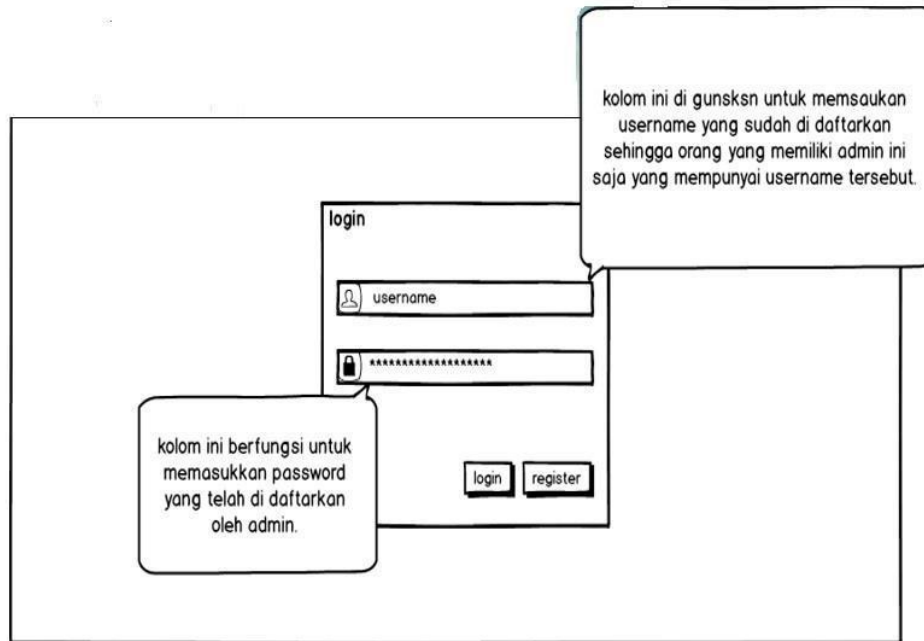 kolom ini di gunsksn untuk memsaukan
username yang sudah di daftarkan
sehingga orang yang memiliki admin ini
saja yang mempunyai username tersebut.
login
username
*******************
kolom ini berfungsi untuk
memasukkan password
yang telah di daftarkan
oleh admin.
login register